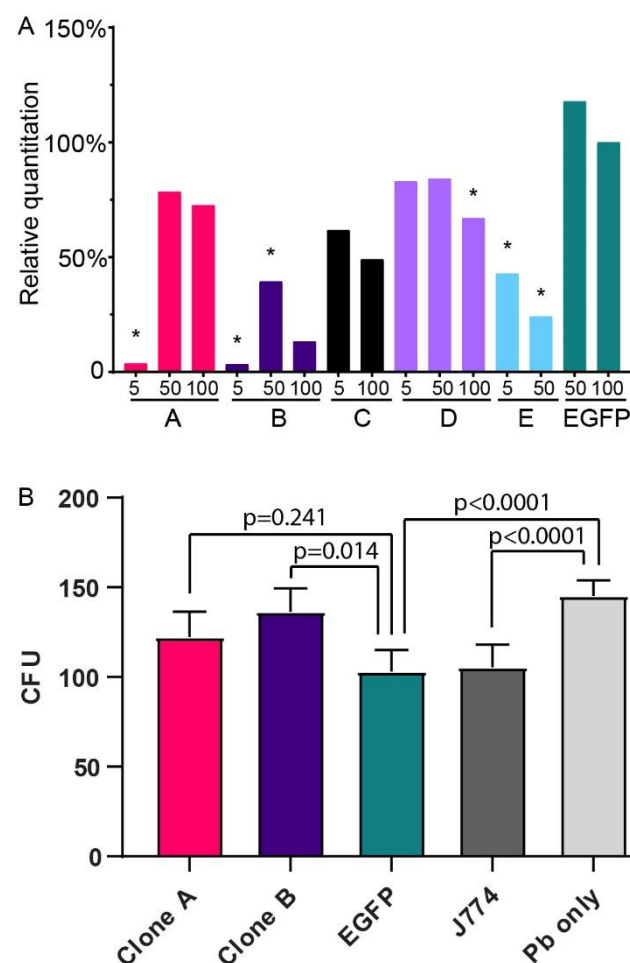 A
150%
100%
50%
0
Relative quantitation
* * * * * *
5 50 100 5 50 100 5 100 5 50 100 5 50 50 100
A B C D E EGFP
B
200
150
100
50
0
CFU
p<0.0001
p=0.241
p<0.0001
p=0.014
Clone A Clone B EGFP J774 Pb only